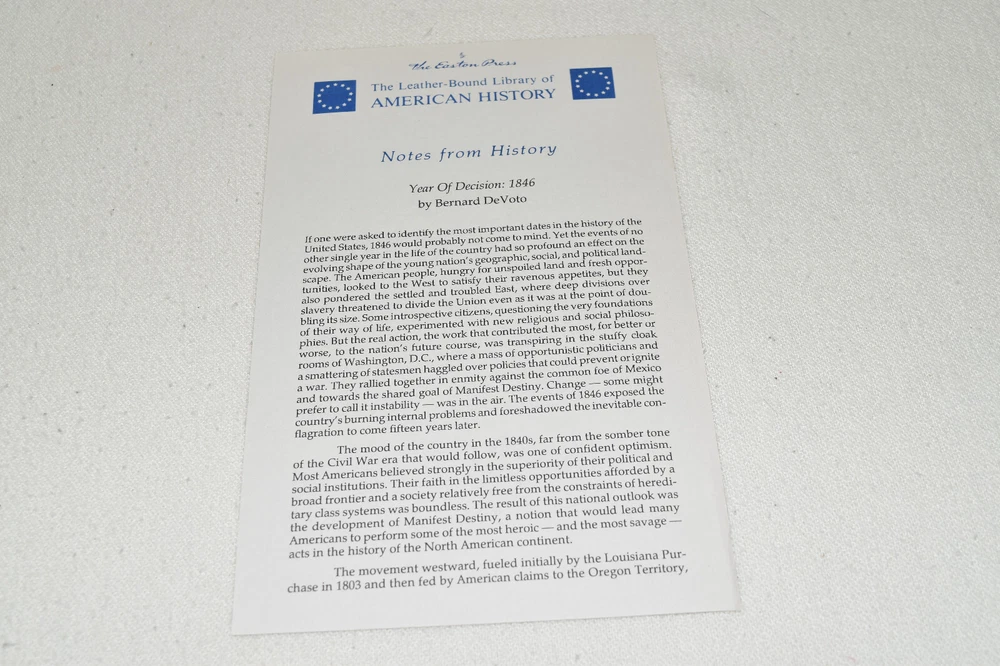 The Easton Press
The Leather-Bound Library of
AMERICAN HISTORY
Notes from History
Year Of Decision: 1846
by Bernard DeVoto
If one were asked to identify the most important dates in the history of the
United States, 1846 would probably not come to mind. Yet the events of no
other single year in the life of the country had so profound an effect on the
evolving shape of the young nation's geographic, social, and political land-
scape. The American people, hungry for unspoiled land and fresh oppor-
tunities, looked to the West to satisfy their ravenous appetites, but they
also pondered the settled and troubled East, where deep divisions over
slavery threatened to divide the Union even as it was at the point of dou-
bling its size. Some introspective citizens, questioning the very foundations
of their way of life, experimented with new religious and social philoso-
phies. But the real action, the work that contributed the most, for better or
worse, to the nation's future course, was transpiring in the stuffy cloak
rooms of Washington, D.C., where a mass of opportunistic politicians and
a smattering of statesmen haggled over policies that could prevent or ignite
a war. They rallied together in enmity against the common foe of Mexico
and towards the shared goal of Manifest Destiny. Change — some might
prefer to call it instability — was in the air. The events of 1846 exposed the
country's burning internal problems and foreshadowed the inevitable con-
flagration to come fifteen years later.
The mood of the country in the 1840s, far from the somber tone
of the Civil War era that would follow, was one of confident optimism.
Most Americans believed strongly in the superiority of their political and
social institutions. Their faith in the limitless opportunities afforded by a
broad frontier and a society relatively free from the constraints of heredi-
tary class systems was boundless. The result of this national outlook was
the development of Manifest Destiny, a notion that would lead many
Americans to perform some of the most heroic — and the most savage —
acts in the history of the North American continent.
The movement westward, fueled initially by the Louisiana Pur-
chase in 1803 and then fed by American claims to the Oregon Territory,